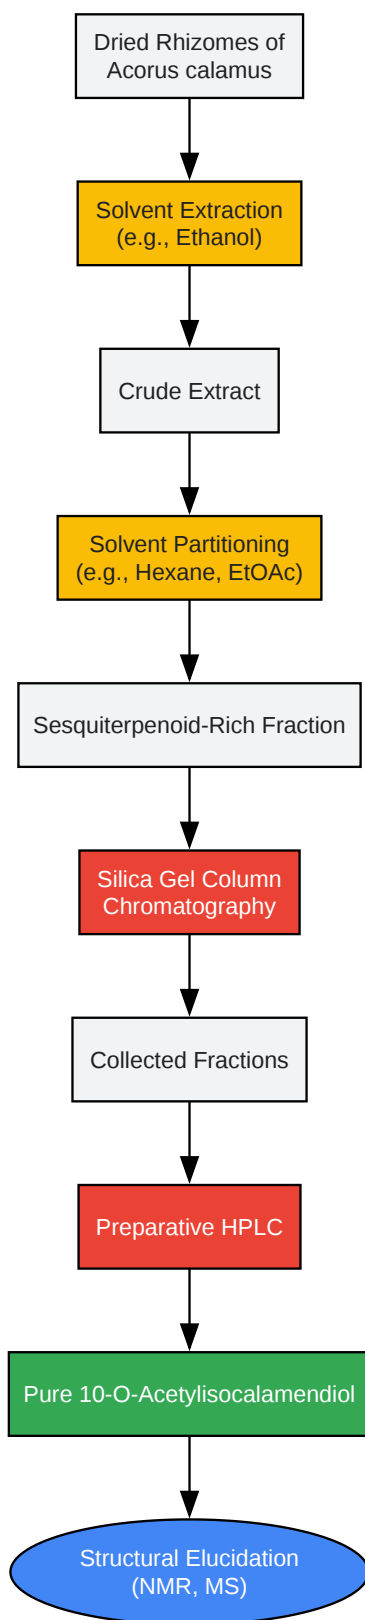 Dried Rhizomes of
Acorus calamus
Solvent Extraction
(e.g., Ethanol)
Crude Extract
Solvent Partitioning
(e.g., Hexane, EtOAc)
Sesquiterpenoid-Rich Fraction
Silica Gel Column
Chromatography
Collected Fractions
Preparative HPLC
Pure 10-O-Acetylisocalamendiol
Structural Elucidation
(NMR, MS)